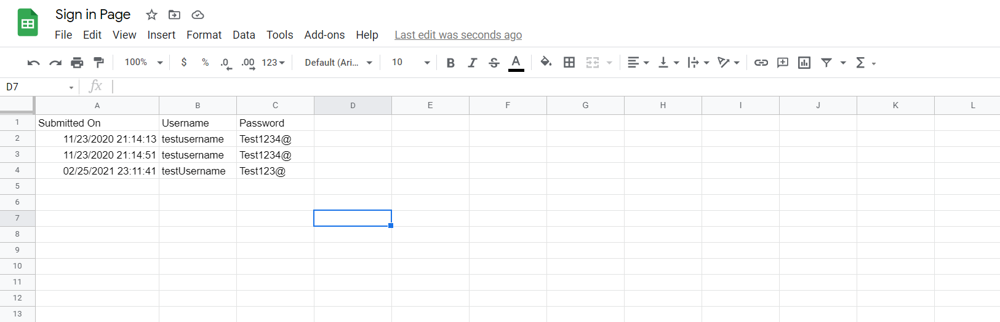 Sign in Page
File Edit View Insert Format Data Tools Add-ons Help Last edit was seconds ago
100% $ % .0 .00 123 Default (Ari... 10 B I S A Σ
D7 fx
A B C D E F G H I J K L
1 Submitted On Username Password
2 11/23/2020 21:14:13 testusername Test1234@
3 11/23/2020 21:14:51 testusername Test1234@
4 02/25/2021 23:11:41 testUsername Test123@
5
6
7
8
9
10
11
12
13